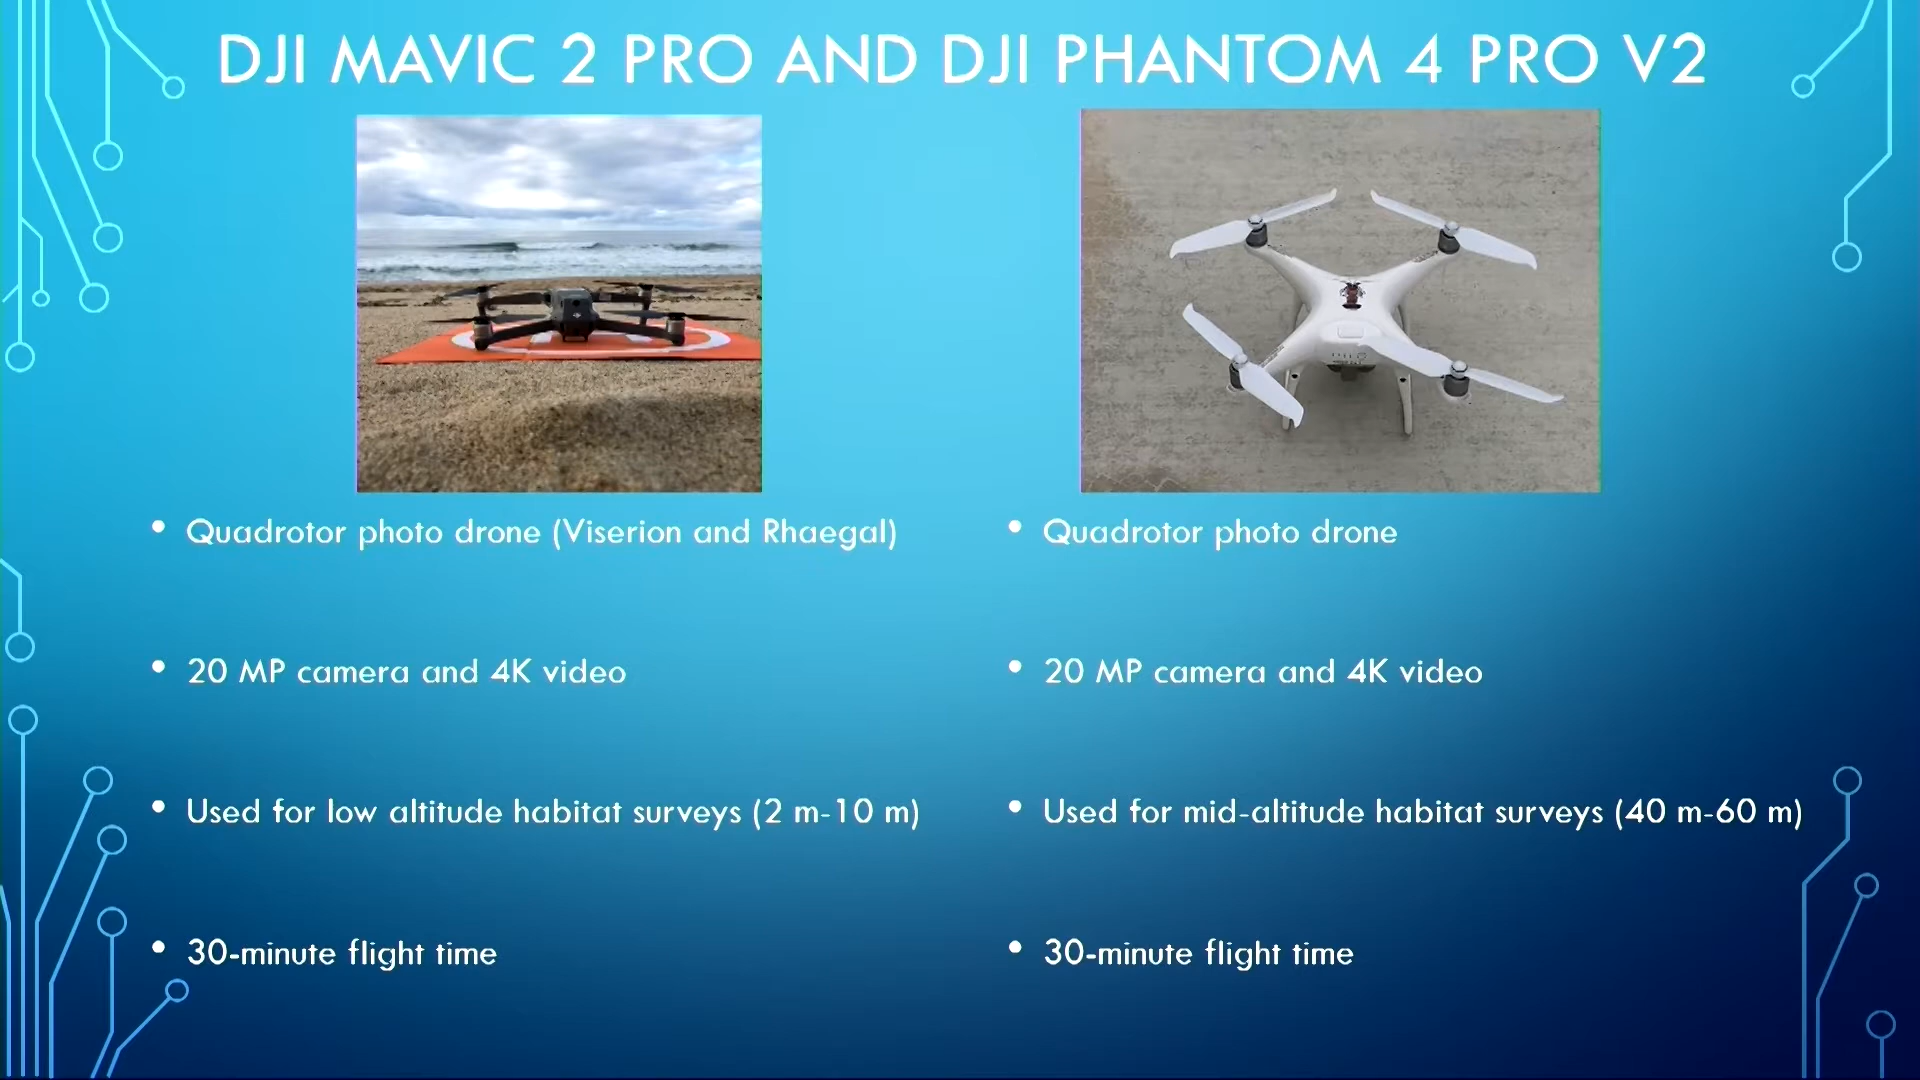 DJI MAVIC 2 PRO AND DJI PHANTOM 4 PRO V2
• Quadrotor photo drone (Viserion and Rhaegal)
• 20 MP camera and 4K video
• Used for low altitude habitat surveys (2 m-10 m)
• 30-minute flight time
• Quadrotor photo drone
• 20 MP camera and 4K video
• Used for mid-altitude habitat surveys (40 m-60 m)
• 30-minute flight time